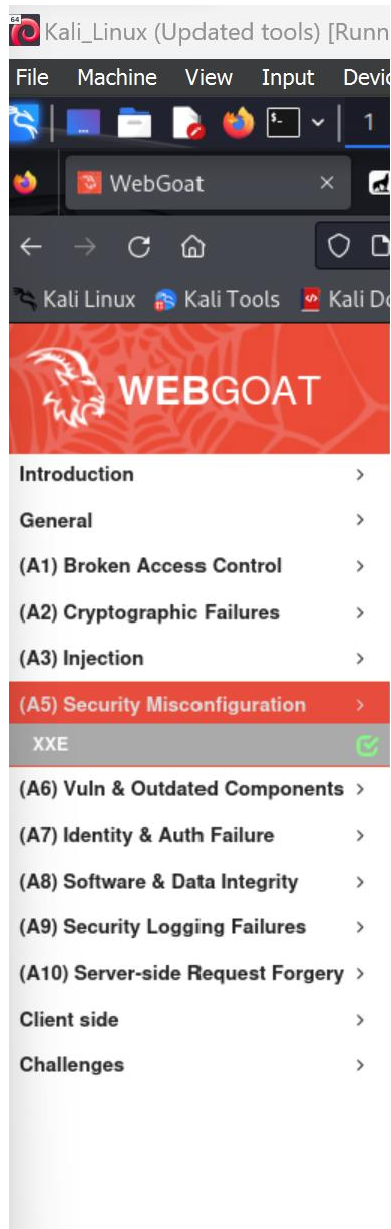 64
Kali_Linux (Updated tools) [Runn
File Machine View Input Devic
1
WebGoat
Kali Linux Kali Tools Kali Do
WEBGOAT
Introduction
General
(A1) Broken Access Control
(A2) Cryptographic Failures
(A3) Injection
(A5) Security Misconfiguration
XXE
(A6) Vuln & Outdated Components
(A7) Identity & Auth Failure
(A8) Software & Data Integrity
(A9) Security Logging Failures
(A10) Server-side Request Forgery
Client side
Challenges